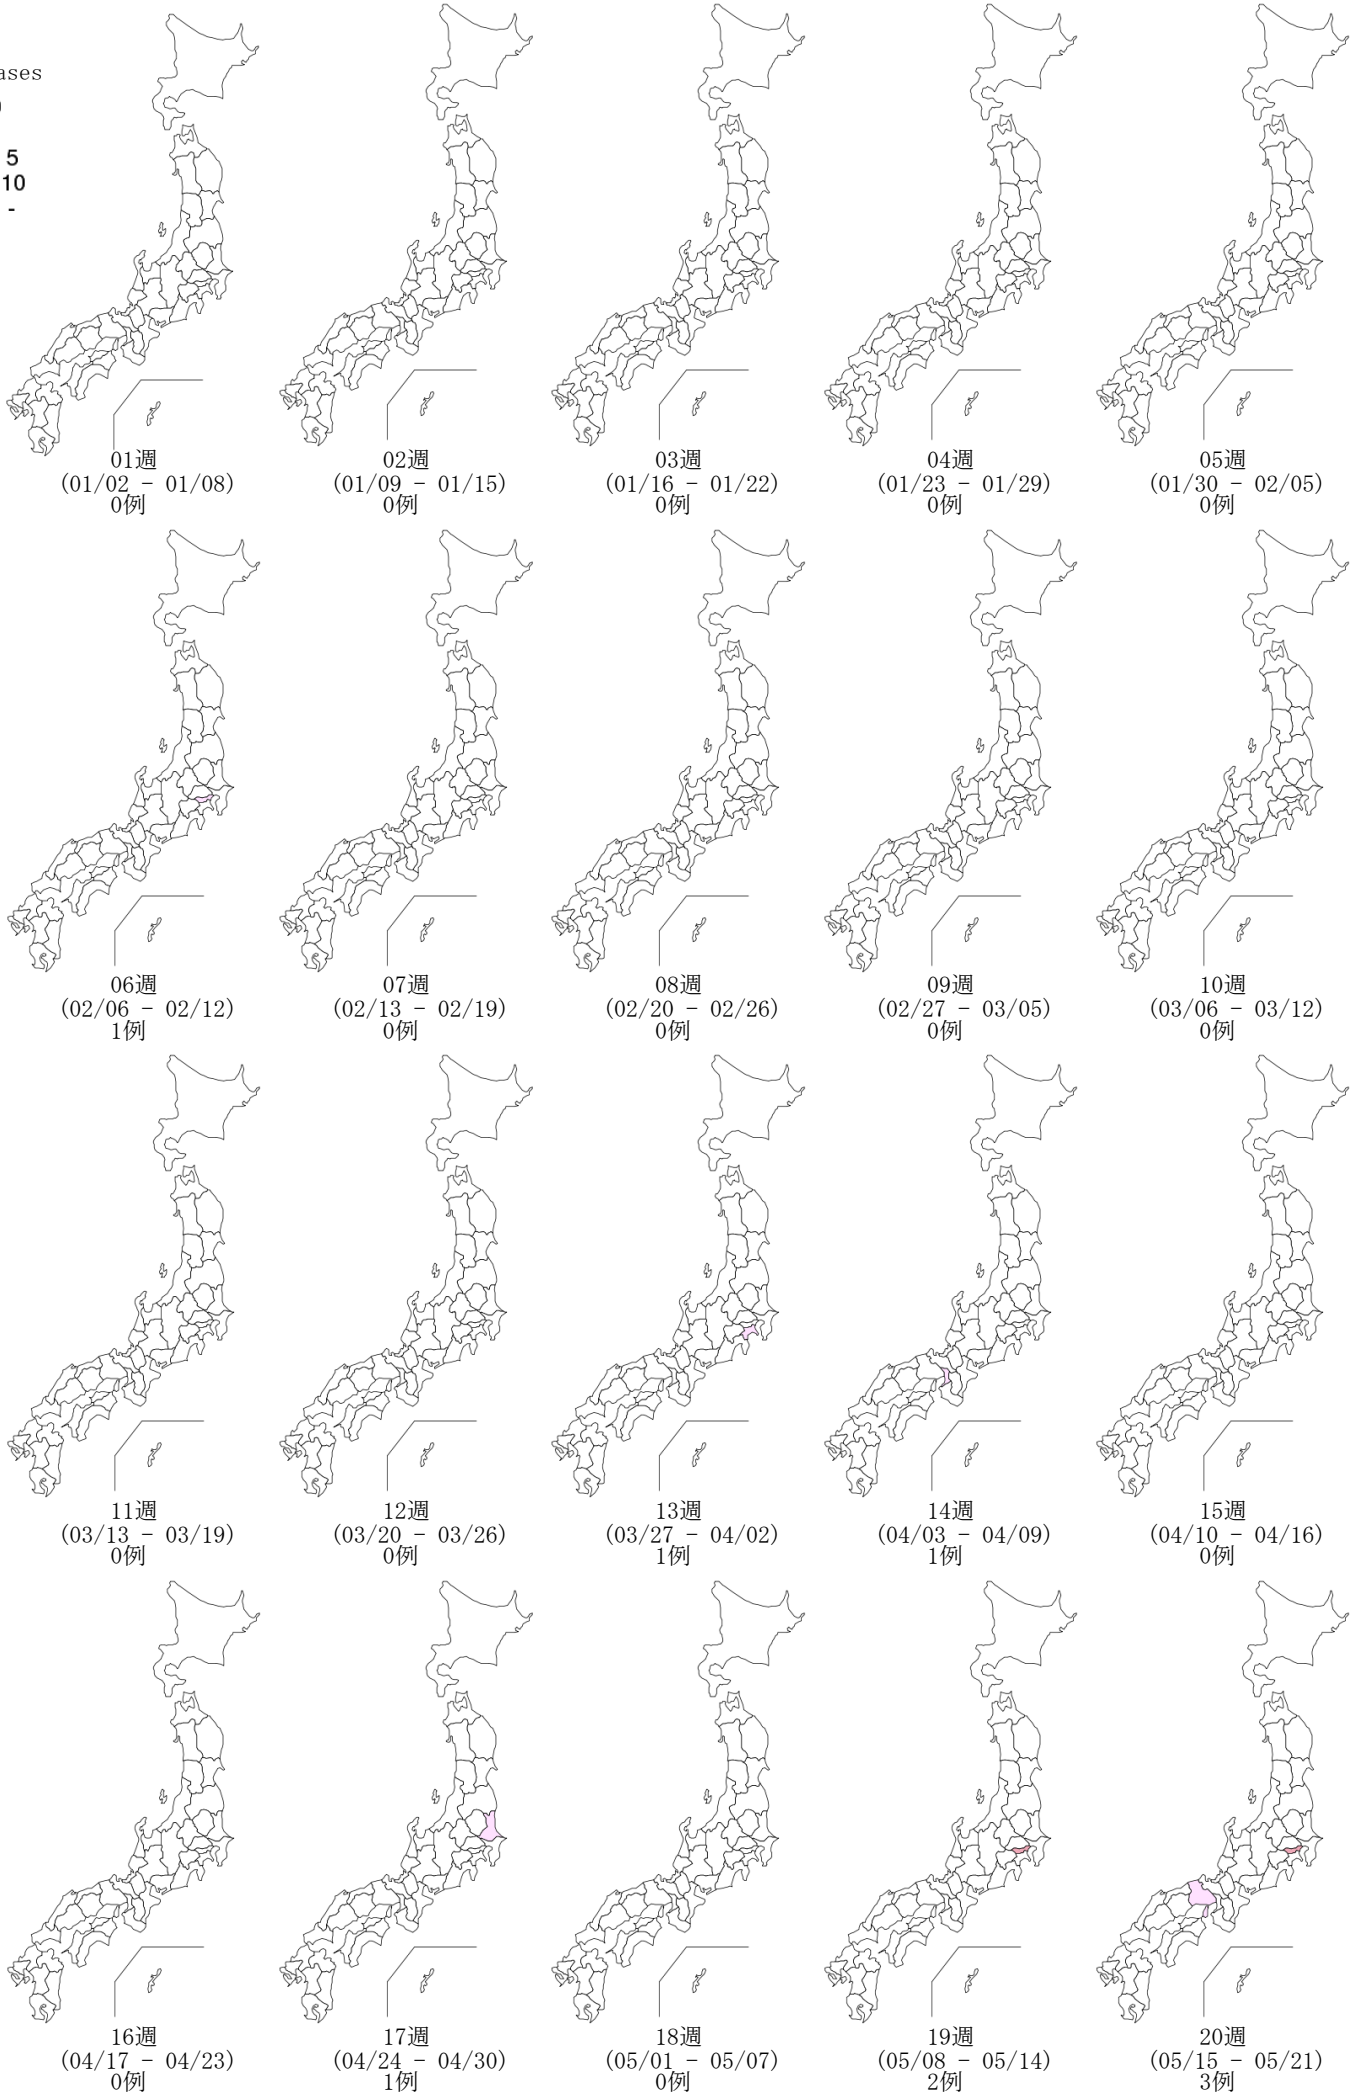 ases
5
10
-
01週
(01/02 - 01/08)
0例
02週
(01/09 - 01/15)
0例
03週
(01/16 - 01/22)
0例
04週
(01/23 - 01/29)
0例
05週
(01/30 - 02/05)
0例
06週
(02/06 - 02/12)
1例
07週
(02/13 - 02/19)
0例
08週
(02/20 - 02/26)
0例
09週
(02/27 - 03/05)
0例
10週
(03/06 - 03/12)
0例
11週
(03/13 - 03/19)
0例
12週
(03/20 - 03/26)
0例
13週
(03/27 - 04/02)
1例
14週
(04/03 - 04/09)
1例
15週
(04/10 - 04/16)
0例
16週
(04/17 - 04/23)
0例
17週
(04/24 - 04/30)
1例
18週
(05/01 - 05/07)
0例
19週
(05/08 - 05/14)
2例
20週
(05/15 - 05/21)
3例